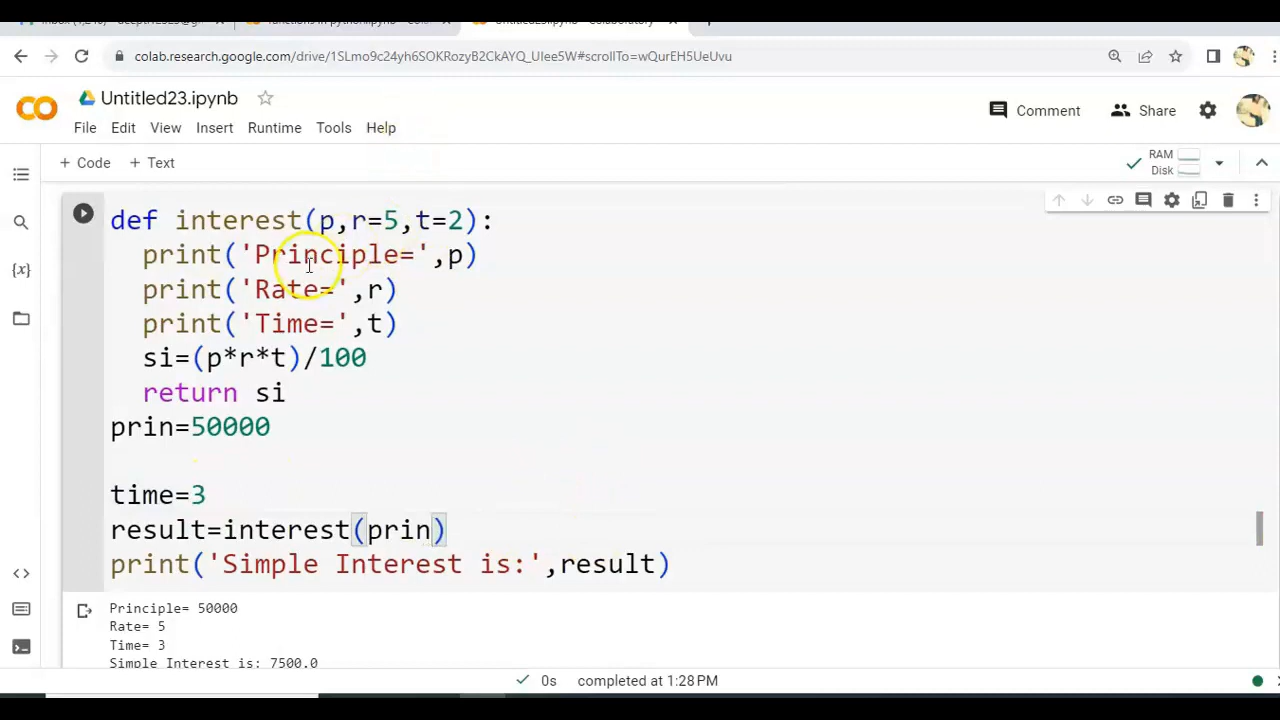 colab.research.google.com/drive/1SLmo9c24yh6SOKRozyB2CkAYQ_UIee5W#scrollTo=wQurEH5UeUvu
Untitled23.ipynb
Comment
Share
File Edit View Insert Runtime Tools Help
+ Code + Text
RAM
Disk
def interest(p,r=5,t=2):
print('Principle=',p)
print('Rate=',r)
print('Time=',t)
si=(p*r*t)/100
return si
prin=50000
time=3
result=interest(prin)
print('Simple Interest is:',result)
Principle= 50000
Rate= 5
Time= 3
Simple Interest is: 7500.0
0s completed at 1:28 PM